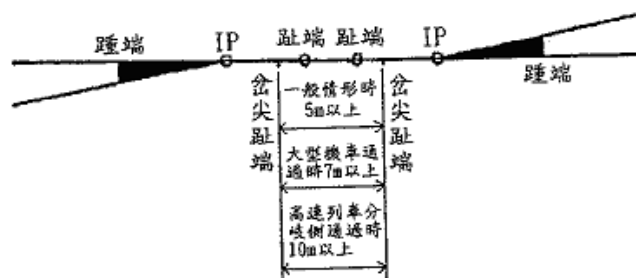 踵端
IP
趾端
趾端
IP
踵端
岔尖趾端
一般情形時
5m以上
岔尖趾端
大型機車通
過時7m以上
高速列車分
岐側通過時
10m以上